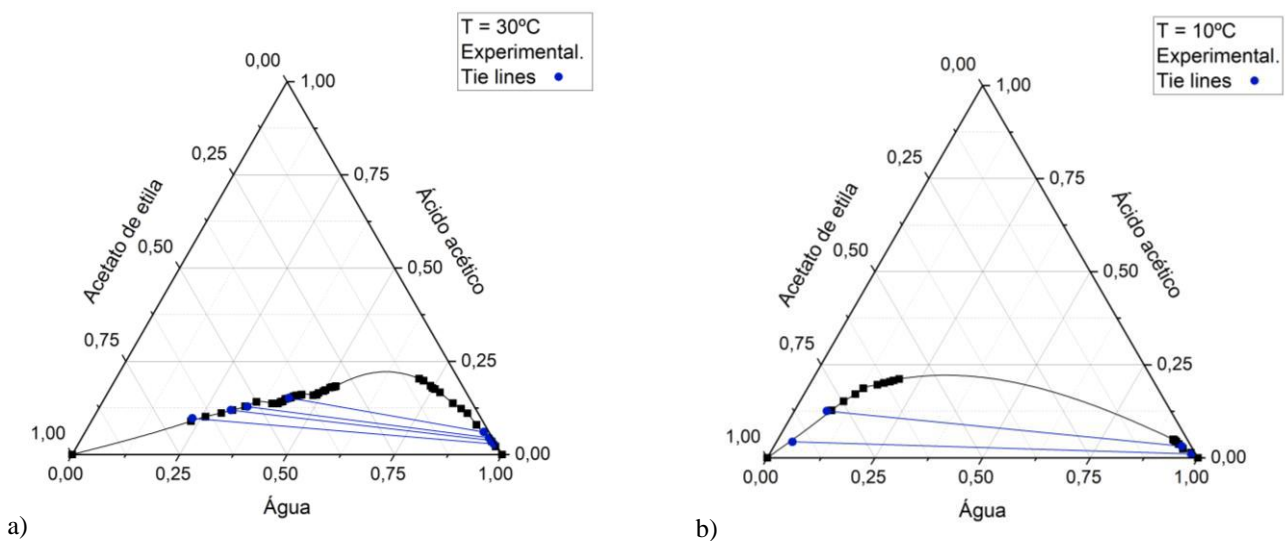 T = 30ºC
Experimental.
Tie lines
0,00
1,00
0,25
0,75
Acetato de etila
Ácido acético
0,50
0,50
0,75
0,25
1,00
0,00
0,00
0,25
0,50
0,75
1,00
Água
a)
T = 10ºC
Experimental.
Tie lines
0,00
1,00
0,25
0,75
Acetato de etila
Ácido acético
0,50
0,50
0,75
0,25
1,00
0,00
0,00
0,25
0,50
0,75
1,00
Água
b)